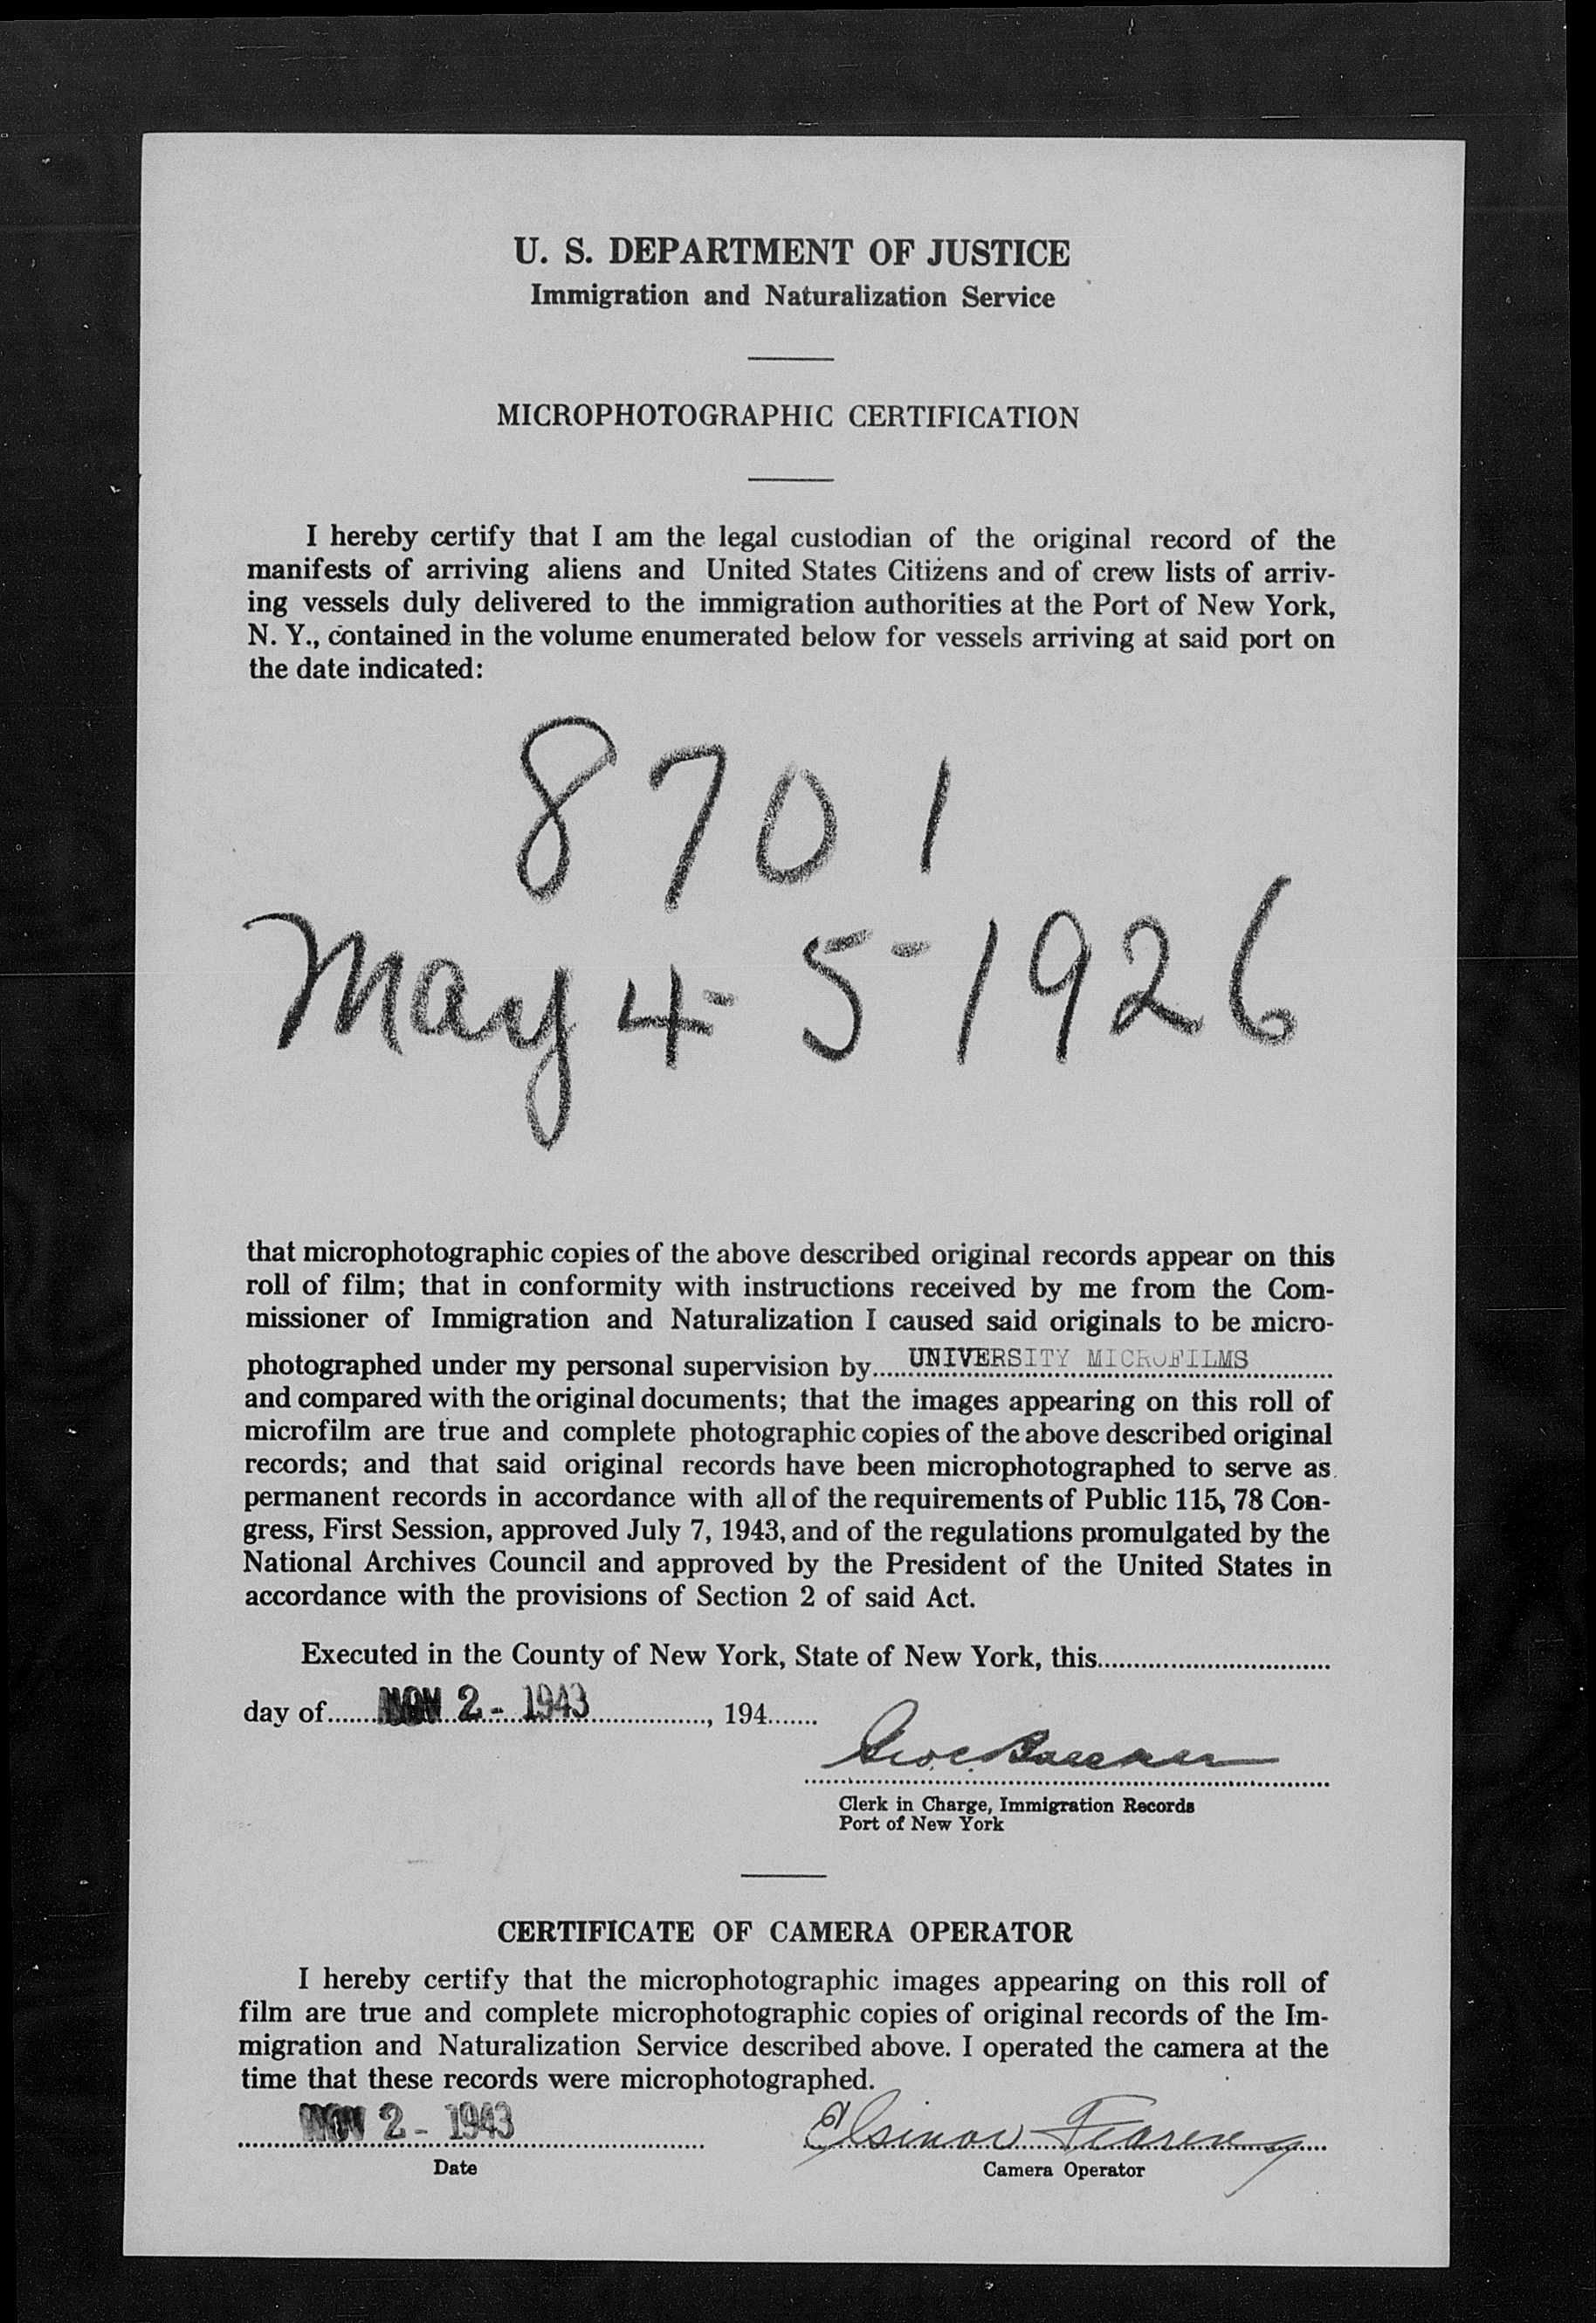 U. S. DEPARTMENT OF JUSTICE
Immigration and Naturalization Service
MICROPHOTOGRAPHIC CERTIFICATION
I hereby certify that I am the legal custodian of the original record of the
manifests of arriving aliens and United States Citizens and of crew lists of arriv-
ing vessels duly delivered to the immigration authorities at the Port of New York,
N. Y., contained in the volume enumerated below for vessels arriving at said port on
the date indicated:
8701
May 4-5-1926
that microphotographic copies of the above described original records appear on this
roll of film; that in conformity with instructions received by me from the Com-
missioner of Immigration and Naturalization I caused said originals to be micro-
photographed under my personal supervision by UNIVERSITY MICROFILMS
and compared with the original documents; that the images appearing on this roll of
microfilm are true and complete photographic copies of the above described original
records; and that said original records have been microphotographed to serve as
permanent records in accordance with all of the requirements of Public 115, 78 Con-
gress, First Session, approved July 7, 1943, and of the regulations promulgated by the
National Archives Council and approved by the President of the United States in
accordance with the provisions of Section 2 of said Act.
Executed in the County of New York, State of New York, this
day of NOV 2 - 1943, 194
Clerk in Charge, Immigration Records
Port of New York
CERTIFICATE OF CAMERA OPERATOR
I hereby certify that the microphotographic images appearing on this roll of
film are true and complete microphotographic copies of original records of the Im-
migration and Naturalization Service described above. I operated the camera at the
time that these records were microphotographed.
NOV 2 - 1943
Date
Camera Operator